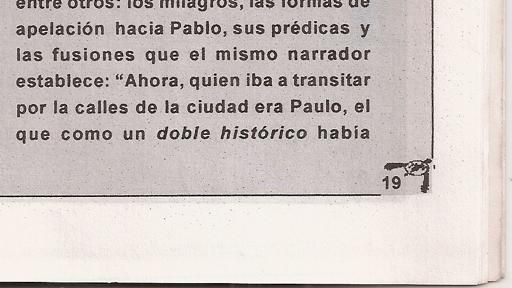 entre otros: los milagros, las formas de
apelación hacia Pablo, sus prédicas y
las fusiones que el mismo narrador
establece: “Ahora, quien iba a transitar
por la calles de la ciudad era Paulo, el
que como un doble histórico había
19